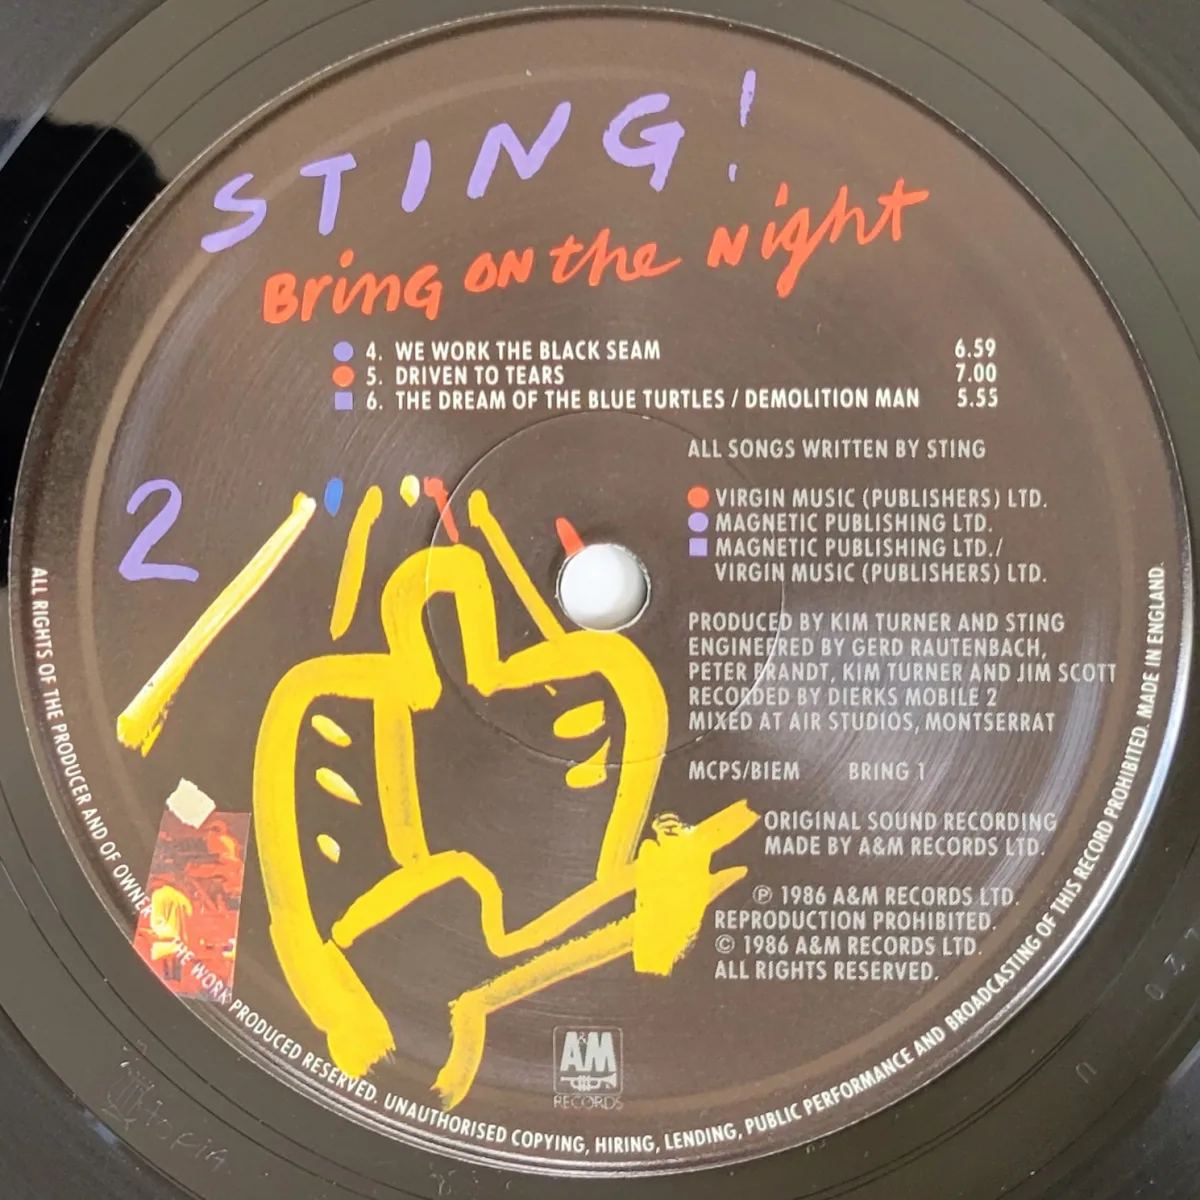 STING!
Bring on the Night
4. WE WORK THE BLACK SEAM 6.59
5. DRIVEN TO TEARS 7.00
6. THE DREAM OF THE BLUE TURTLES / DEMOLITION MAN 5.55
ALL SONGS WRITTEN BY STING
2
VIRGIN MUSIC (PUBLISHERS) LTD.
MAGNETIC PUBLISHING LTD.
MAGNETIC PUBLISHING LTD./
VIRGIN MUSIC (PUBLISHERS) LTD.
PRODUCED BY KIM TURNER AND STING
ENGINEERED BY GERD RAUTENBACH,
PETER BRANDT, KIM TURNER AND JIM SCOTT
RECORDED BY DIERKS MOBILE 2
MIXED AT AIR STUDIOS, MONTSERRAT
MCPS/BIEM BRING 1
ORIGINAL SOUND RECORDING
MADE BY A&M RECORDS LTD.
℗ 1986 A&M RECORDS LTD.
REPRODUCTION PROHIBITED.
© 1986 A&M RECORDS LTD.
ALL RIGHTS RESERVED.
A&M
RECORDS
ALL RIGHTS OF THE PRODUCER AND OF OWNER THE WORK PRODUCED RESERVED. UNAUTHORISED COPYING, HIRING, LENDING, PUBLIC PERFORMANCE AND BROADCASTING OF THIS RECORD PROHIBITED. MADE IN ENGLAND.